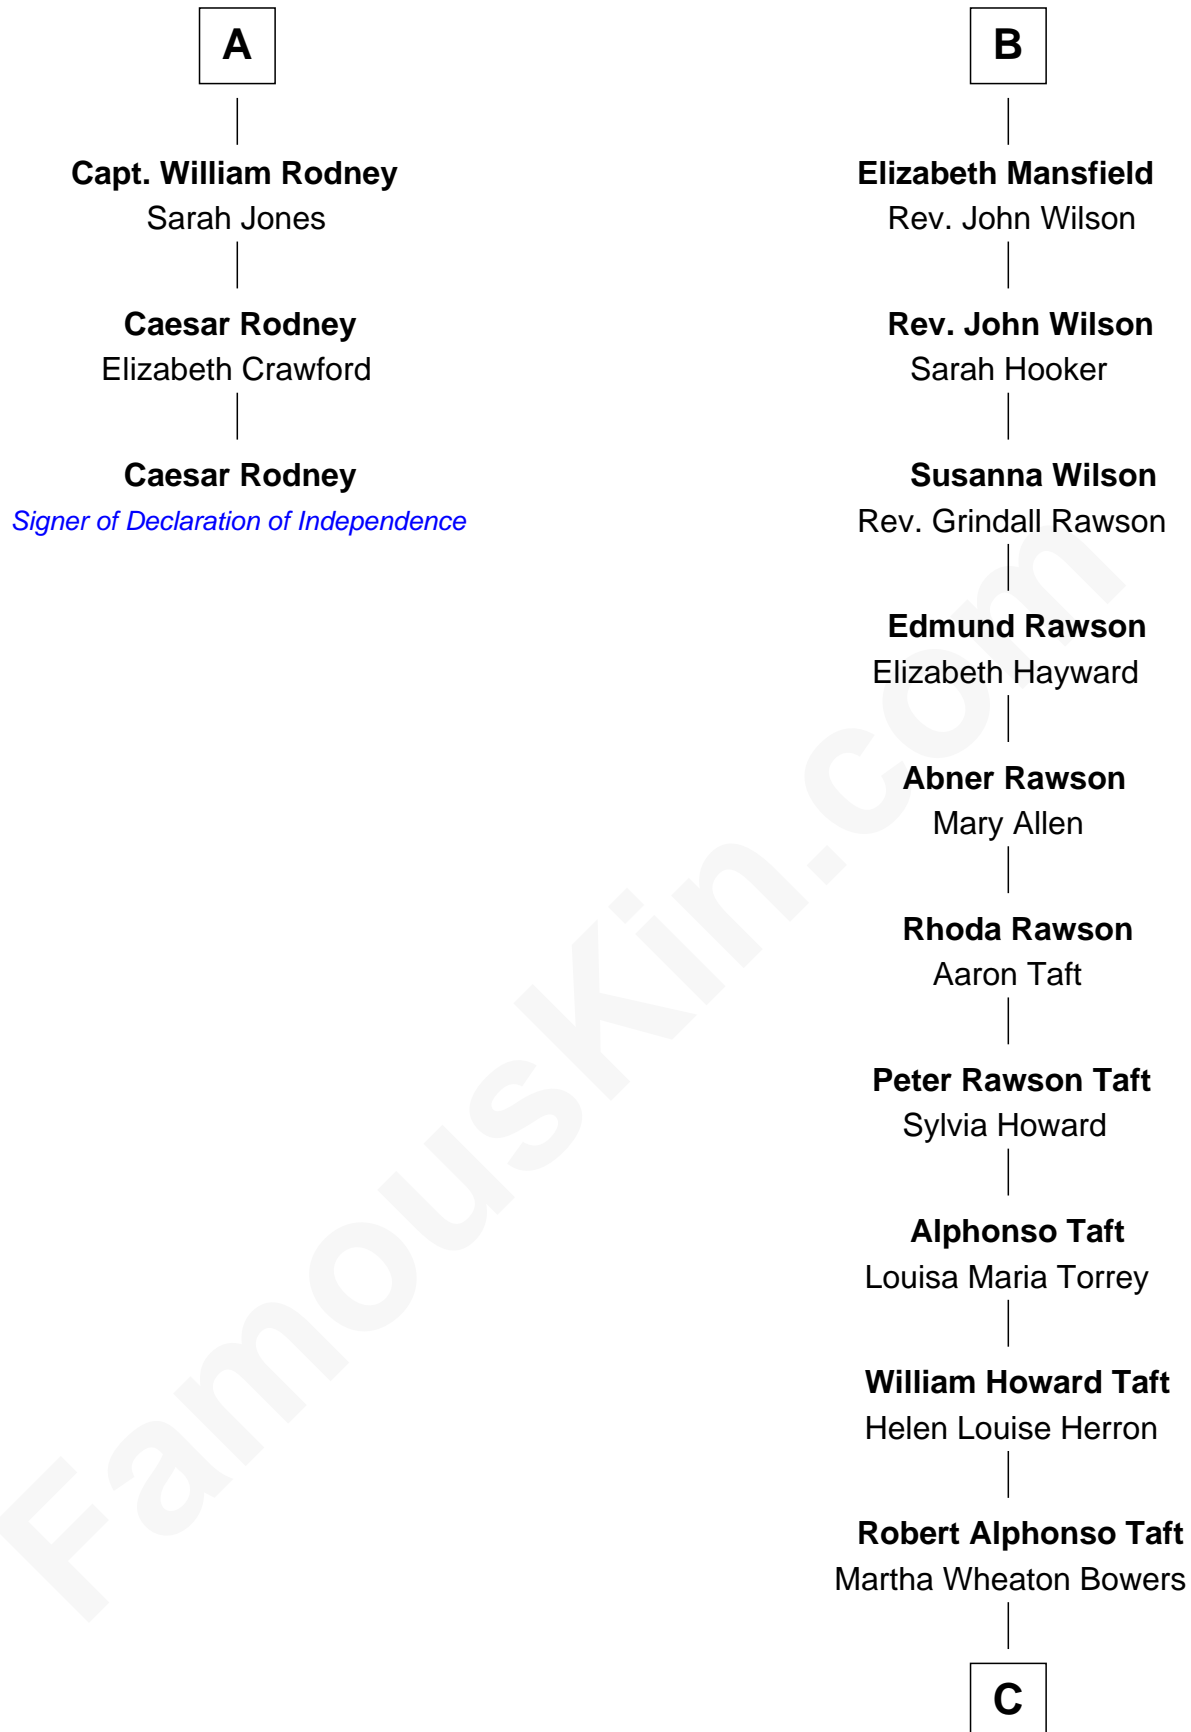 A
Capt. William Rodney
Sarah Jones
Caesar Rodney
Elizabeth Crawford
Caesar Rodney
Signer of Declaration of Independence
B
Elizabeth Mansfield
Rev. John Wilson
Rev. John Wilson
Sarah Hooker
Susanna Wilson
Rev. Grindall Rawson
Edmund Rawson
Elizabeth Hayward
Abner Rawson
Mary Allen
Rhoda Rawson
Aaron Taft
Peter Rawson Taft
Sylvia Howard
Alphonso Taft
Louisa Maria Torrey
William Howard Taft
Helen Louise Herron
Robert Alphonso Taft
Martha Wheaton Bowers
C
FamousKin.com